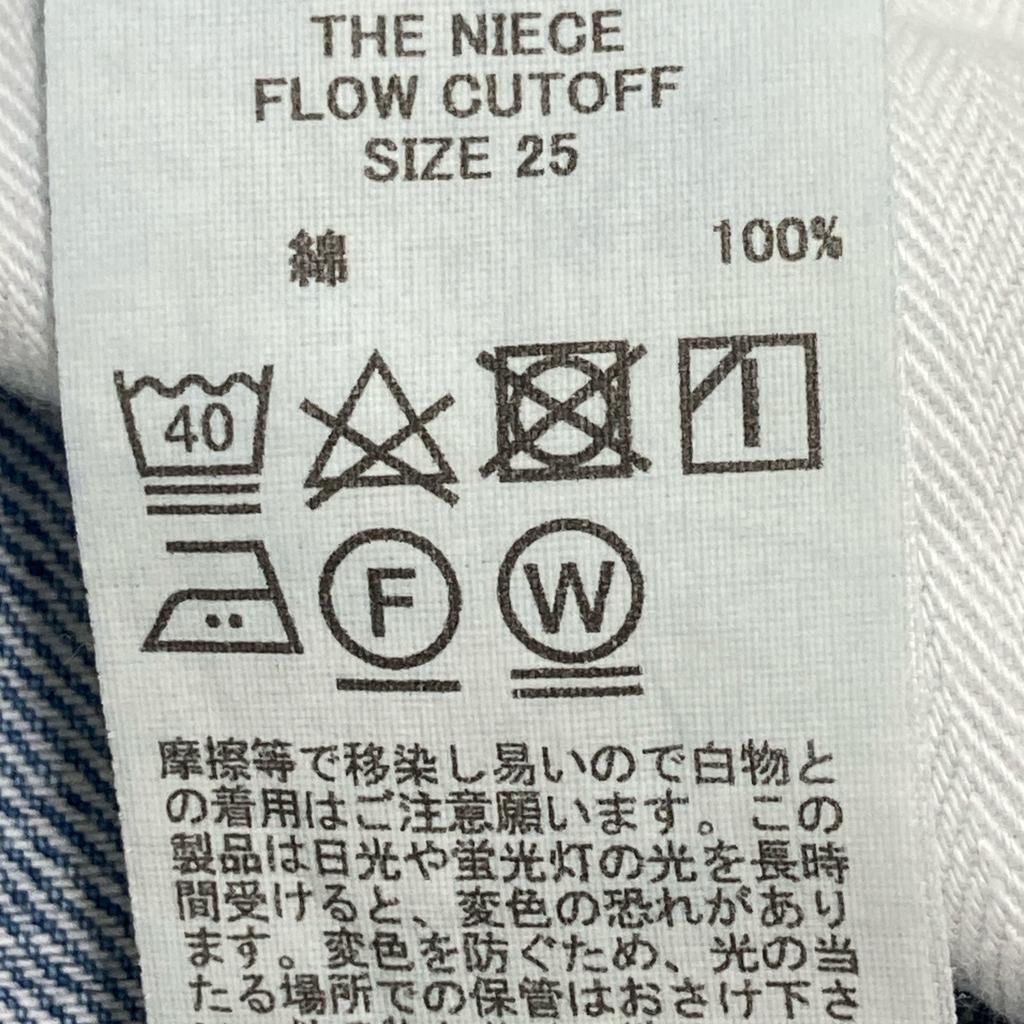 THE NIECE
FLOW CUTOFF
SIZE 25
綿 100%
40
F W
摩擦等で移染し易いので白物と
の着用はご注意願います。この
製品は日光や蛍光灯の光を長時
間受けると、変色の恐れがあり
ます。変色を防ぐため、光の当
たる場所での保管はおさけ下さ